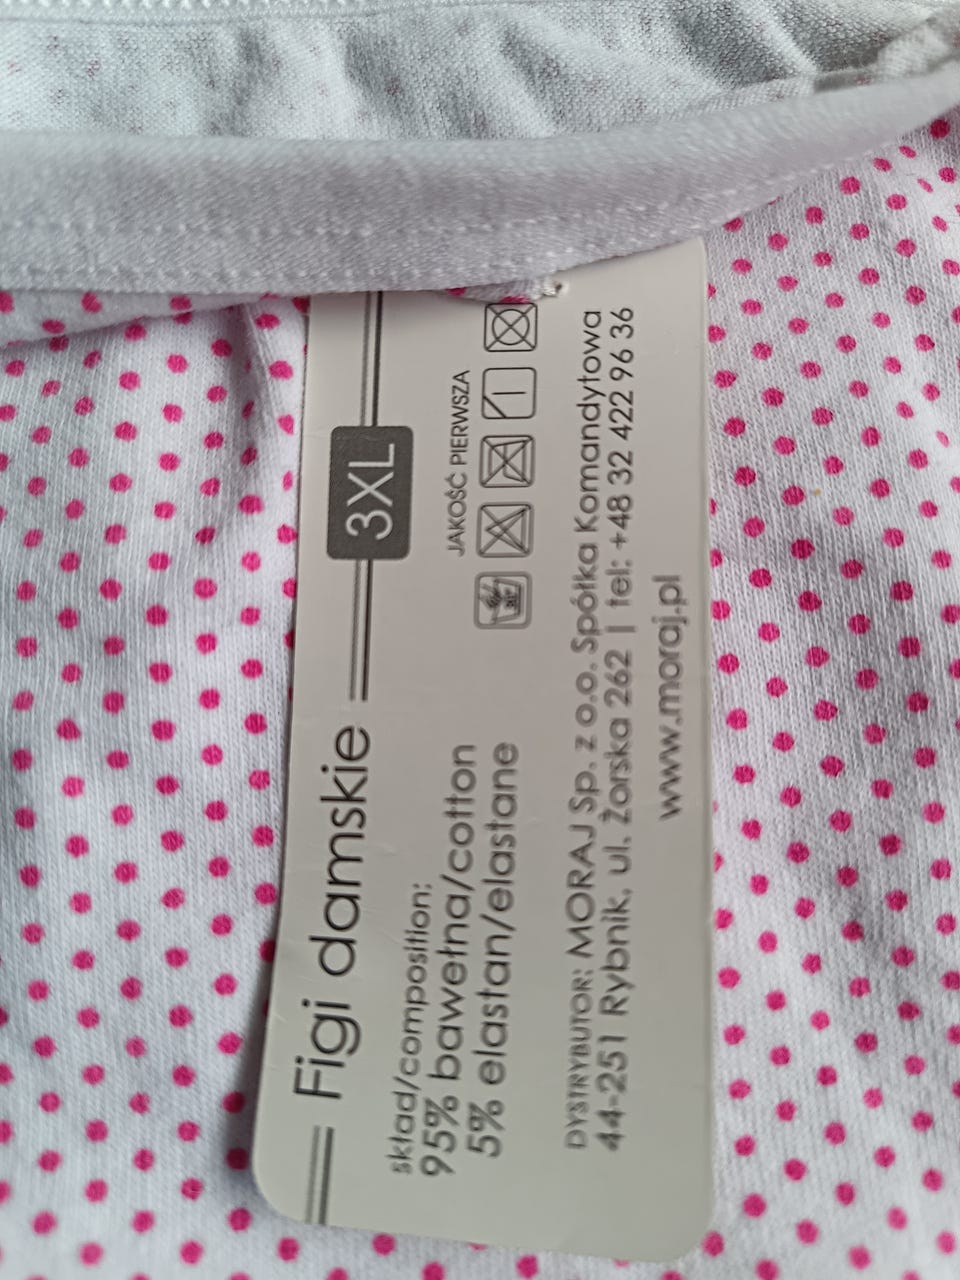 Figi damskie 3XL
skład/composition:
95% bawełna/cotton
5% elastan/elastane
JAKOŚĆ PIERWSZA
DYSTRYBUTOR: MORAJ Sp. z o.o. Spółka Komandytowa
44-251 Rybnik, ul. Żorska 262 | tel: +48 32 422 96 36
www.moraj.pl